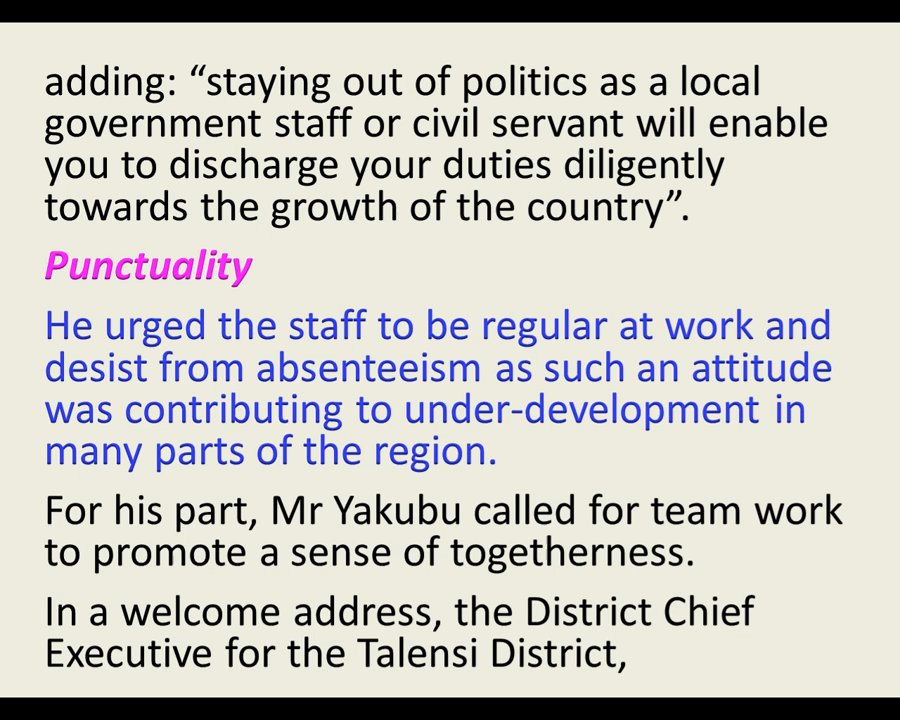 adding: “staying out of politics as a local
government staff or civil servant will enable
you to discharge your duties diligently
towards the growth of the country”.
Punctuality
He urged the staff to be regular at work and
desist from absenteeism as such an attitude
was contributing to under-development in
many parts of the region.
For his part, Mr Yakubu called for team work
to promote a sense of togetherness.
In a welcome address, the District Chief
Executive for the Talensi District,